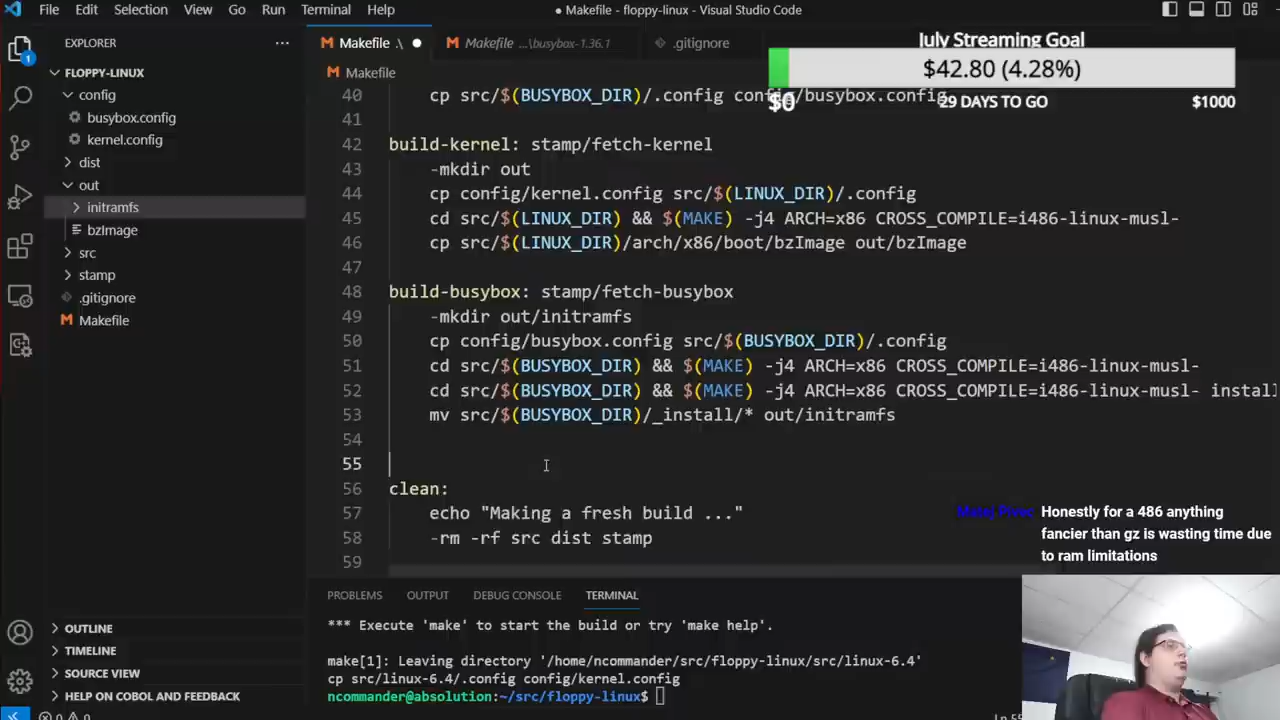 File Edit Selection View Go Run Terminal Help
● Makefile - floppy-linux - Visual Studio Code
EXPLORER
FLOPPY-LINUX
config
busybox.config
kernel.config
dist
out
initramfs
bzImage
src
stamp
.gitignore
Makefile
OUTLINE
TIMELINE
SOURCE VIEW
HELP ON COBOL AND FEEDBACK
1
Makefile .\ ●
Makefile ...\busybox-1.36.1
.gitignore
Makefile
July Streaming Goal
$42.80 (4.28%)
$0 29 DAYS TO GO $1000
40 cp src/$(BUSYBOX_DIR)/.config config/busybox.config
41
42 build-kernel: stamp/fetch-kernel
43 -mkdir out
44 cp config/kernel.config src/$(LINUX_DIR)/.config
45 cd src/$(LINUX_DIR) && $(MAKE) -j4 ARCH=x86 CROSS_COMPILE=i486-linux-musl-
46 cp src/$(LINUX_DIR)/arch/x86/boot/bzImage out/bzImage
47
48 build-busybox: stamp/fetch-busybox
49 -mkdir out/initramfs
50 cp config/busybox.config src/$(BUSYBOX_DIR)/.config
51 cd src/$(BUSYBOX_DIR) && $(MAKE) -j4 ARCH=x86 CROSS_COMPILE=i486-linux-musl-
52 cd src/$(BUSYBOX_DIR) && $(MAKE) -j4 ARCH=x86 CROSS_COMPILE=i486-linux-musl- install
53 mv src/$(BUSYBOX_DIR)/_install/* out/initramfs
54
55
56 clean:
57 echo "Making a fresh build ..."
58 -rm -rf src dist stamp
59
Honestly for a 486 anything
fancier than gz is wasting time due
to ram limitations
PROBLEMS OUTPUT DEBUG CONSOLE TERMINAL
*** Execute 'make' to start the build or try 'make help'.
make[1]: Leaving directory '/home/ncommander/src/floppy-linux/src/linux-6.4'
cp src/linux-6.4/.config config/kernel.config
ncommander@absolution:~/src/floppy-linux$